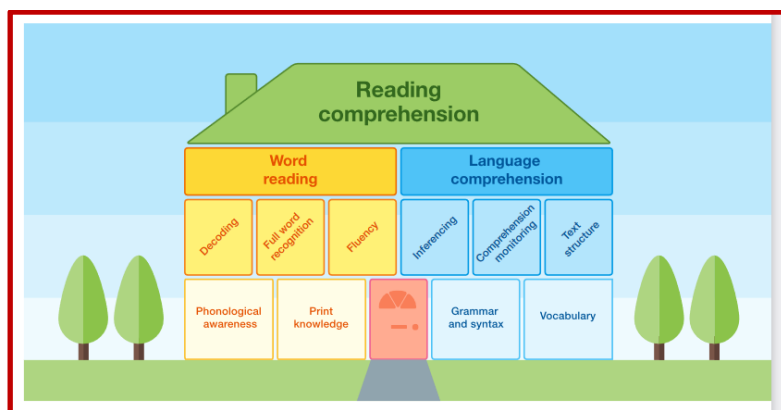 Reading
comprehension
Word
reading
Language
comprehension
Decoding
Full word
recognition
Fluency
Inferencing
Comprehension
monitoring
Text
structure
Phonological
awareness
Print
knowledge
Grammar
and syntax
Vocabulary